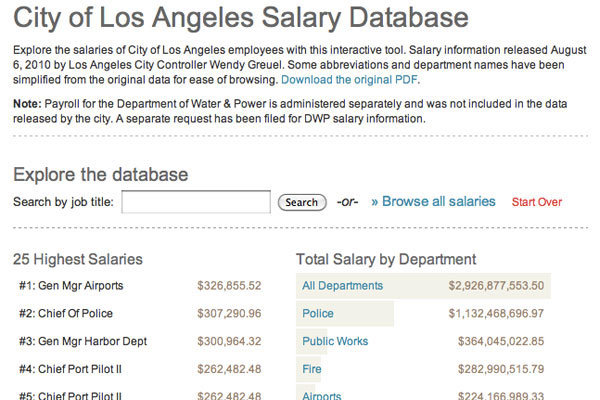 City of Los Angeles Salary Database
Explore the salaries of City of Los Angeles employees with this interactive tool. Salary information released August
6, 2010 by Los Angeles City Controller Wendy Greuel. Some abbreviations and department names have been
simplified from the original data for ease of browsing. Download the original PDF.
Note: Payroll for the Department of Water & Power is administered separately and was not included in the data
released by the city. A separate request has been filed for DWP salary information.
Explore the database
Search by job title: Search -or- » Browse all salaries Start Over
25 Highest Salaries
#1: Gen Mgr Airports $326,855.52
#2: Chief Of Police $307,290.96
#3: Gen Mgr Harbor Dept $300,964.32
#4: Chief Port Pilot II $262,482.48
#5: Chief Port Pilot II $262,482.48
Total Salary by Department
All Departments $2,926,877,553.50
Police $1,132,468,696.97
Public Works $364,045,022.85
Fire $282,990,515.79
Airports $224,166,989.33